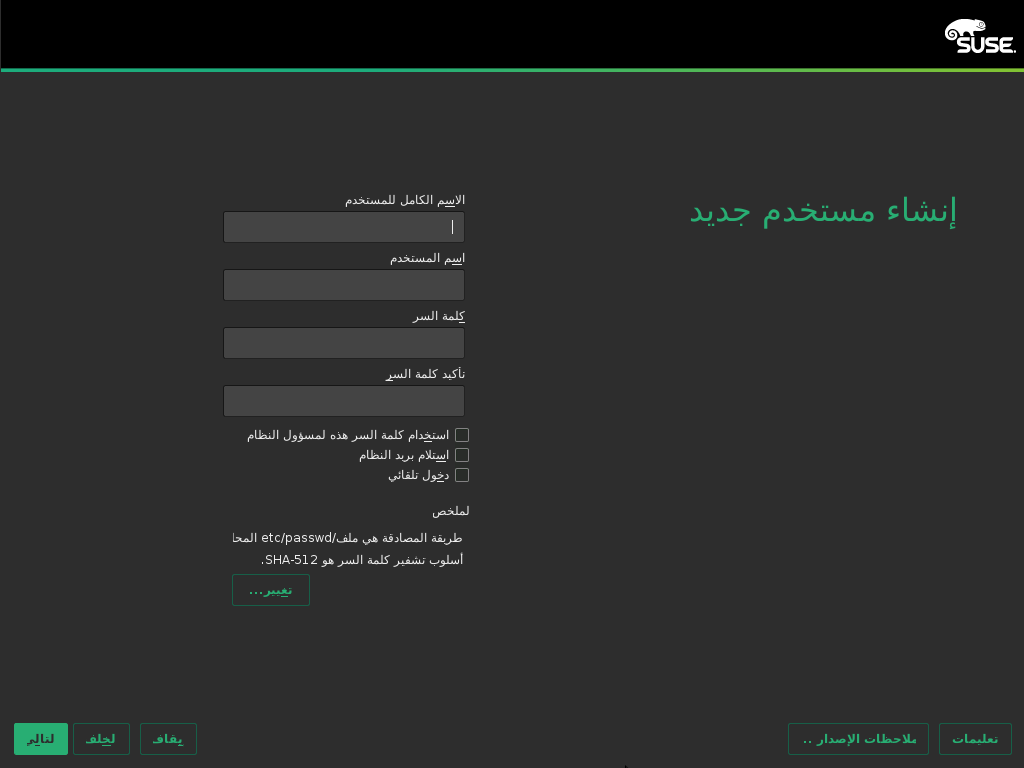 SUSE.
إنشاء مستخدم جديد
الاسم الكامل للمستخدم
اسم المستخدم
كلمة السر
تأكيد كلمة السر
استخدام كلمة السر هذه لمسؤول النظام
استلام بريد النظام
دخول تلقائي
لملخص
طريقة المصادقة هي ملف/etc/passwd المحا
أسلوب تشفير كلمة السر هو SHA-512.
تغيير...
تعليمات
ملاحظات الإصدار ..
يقاف
لخلف
لتالي